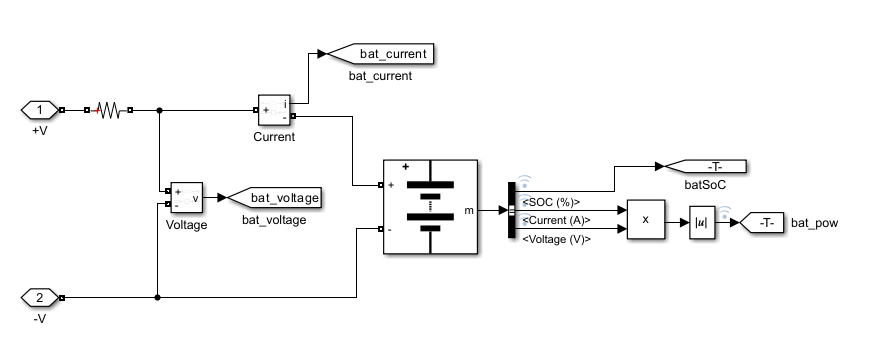 bat_current
bat_current
1
+V
+ i
-
Current
+
+
-
m
+
-
v
Voltage
bat_voltage
bat_voltage
-T-
batSoC
<SOC (%)>
<Current (A)>
<Voltage (V)>
x
|u|
-T-
bat_pow
2
-V